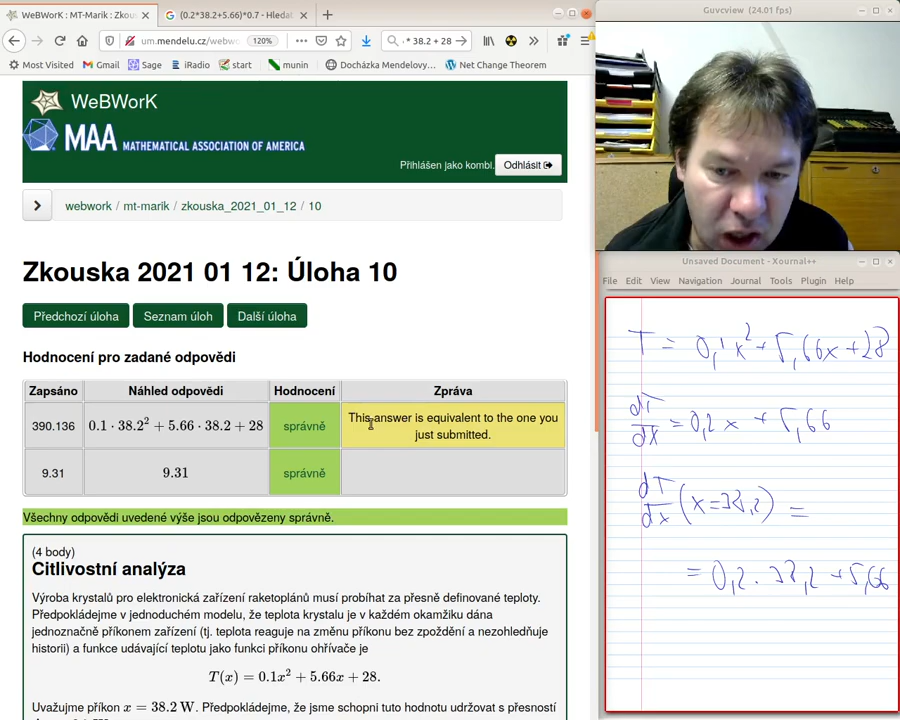 WeBWorK : MT-Marik : Zkous
(0.2*38.2+5.66)*0.7 - Hledat
um.mendelu.cz/webwo
120%
* 38.2 + 28
Most Visited
Gmail
Sage
iRadio
start
munin
Docházka Mendelovy...
Net Change Theorem
WeBWorK
MAA MATHEMATICAL ASSOCIATION OF AMERICA
Přihlášen jako kombi.
Odhlásit
webwork / mt-marik / zkouska_2021_01_12 / 10
Zkouska 2021 01 12: Úloha 10
Předchozí úloha
Seznam úloh
Další úloha
Hodnocení pro zadané odpovědi
Zapsáno Náhled odpovědi Hodnocení Zpráva
390.136 0.1 · 38.2² + 5.66 · 38.2 + 28 správně This answer is equivalent to the one you
just submitted.
9.31 9.31 správně
Všechny odpovědi uvedené výše jsou odpovězeny správně.
(4 body)
Citlivostní analýza
Výroba krystalů pro elektronická zařízení raketoplánů musí probíhat za přesně definované teploty.
Předpokládejme v jednoduchém modelu, že teplota krystalu je v každém okamžiku dána
jednoznačně příkonem zařízení (tj. teplota reaguje na změnu příkonu bez zpoždění a nezohledňuje
historii) a funkce udávající teplotu jako funkci příkonu ohřívače je
T(x) = 0.1x² + 5.66x + 28.
Uvažujme příkon x = 38.2 W. Předpokládejme, že jsme schopni tuto hodnotu udržovat s přesností
Guvcview (24.01 fps)
Unsaved Document - Xournal++
File Edit View Navigation Journal Tools Plugin Help
T = 0,1x² + 5,66x + 28
dT/dx = 0,2 x + 5,66
dT/dx (x=38,2) =
= 0,2 . 38,2 + 5,66